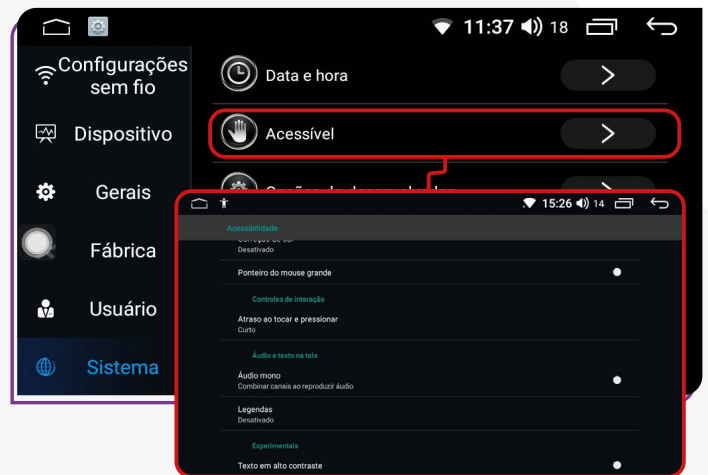 11:37 18
Configurações
sem fio
Data e hora
Dispositivo
Acessível
Gerais
Fábrica
Usuário
Sistema
15:26 14
Acessibilidade
Desativado
Ponteiro do mouse grande
Controles de interação
Atraso ao tocar e pressionar
Curto
Áudio e texto na tela
Áudio mono
Combinar canais ao reproduzir áudio
Legendas
Desativado
Experimentais
Texto em alto contraste